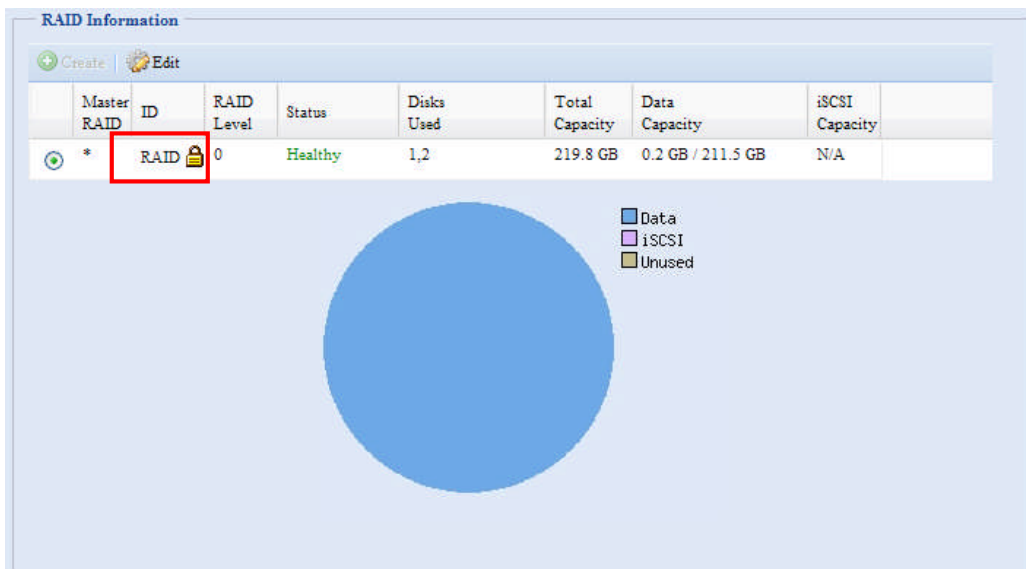 RAID Information
Create Edit
Master RAID ID RAID Level Status Disks Used Total Capacity Data Capacity iSCSI Capacity
* RAID 0 Healthy 1,2 219.8 GB 0.2 GB / 211.5 GB N/A
Data
iSCSI
Unused